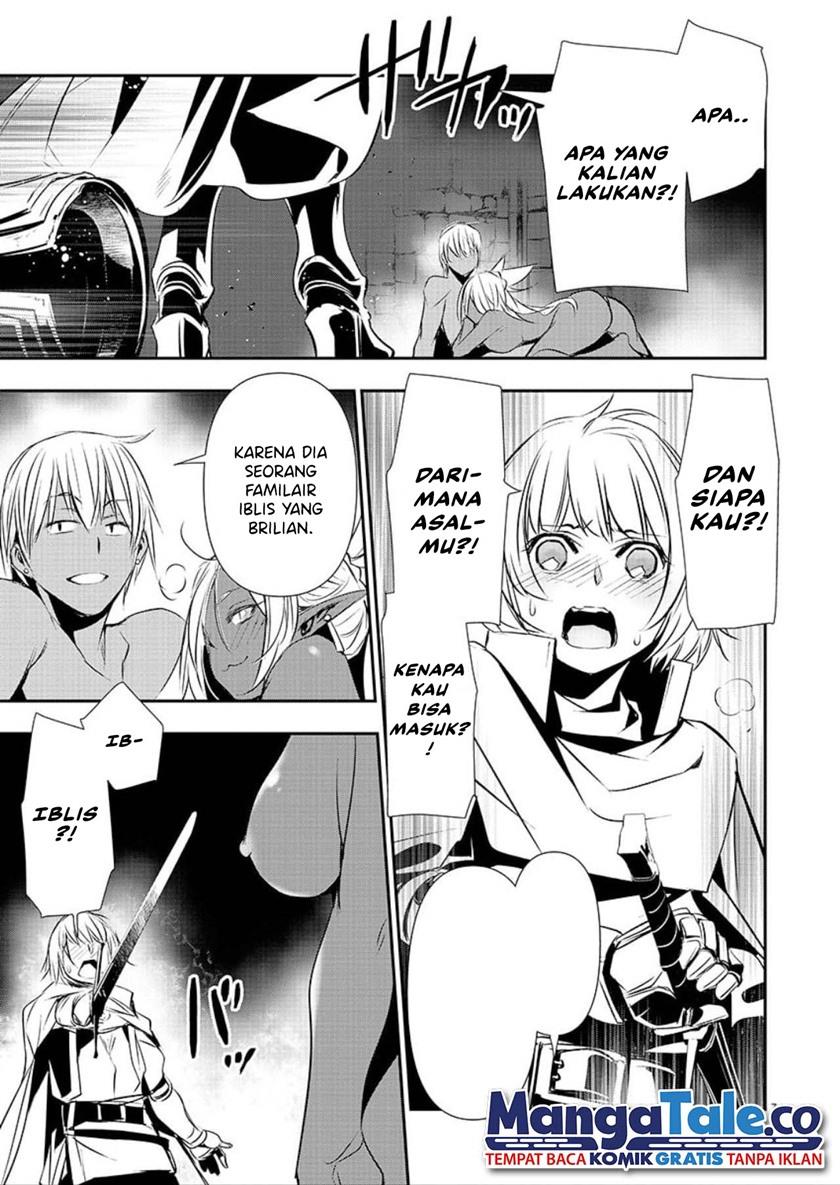 APA..
APA YANG
KALIAN
LAKUKAN?!
DAN
SIAPA
KAU?!
DARI-
MANA
ASAL-
MU?!
KENAPA
KAU
BISA
MASUK?
!
KARENA DIA
SEORANG
FAMILAIR
IBLIS YANG
BRILIAN.
IB-
IBLIS
?!
MangaTale.co
TEMPAT BACA KOMIK GRATIS TANPA IKLAN